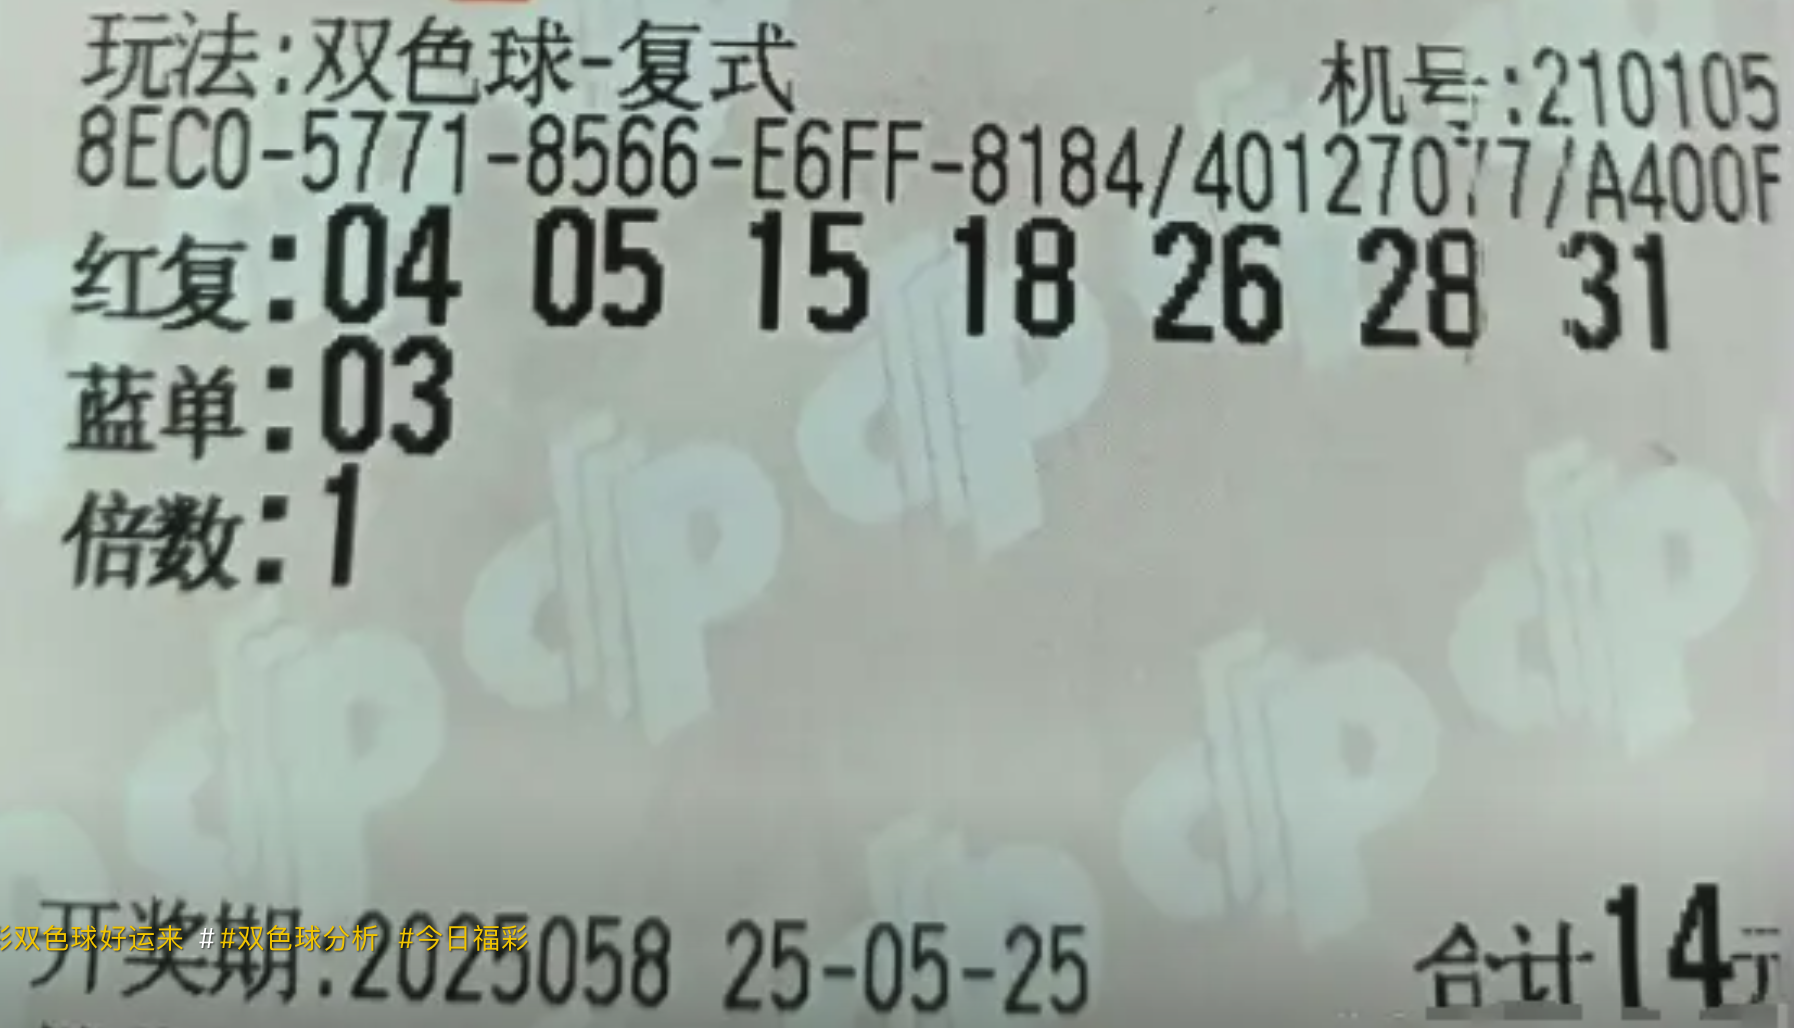 玩法:双色球-复式 机号:210105
8EC0-5771-8566-E6FF-8184/40127077/A400F
红复:04 05 15 18 26 28 31
蓝单:03
倍数:1
彩双色球好运来 # #双色球分析 #今日福彩
开奖期:2025058 25-05-25 合计14元